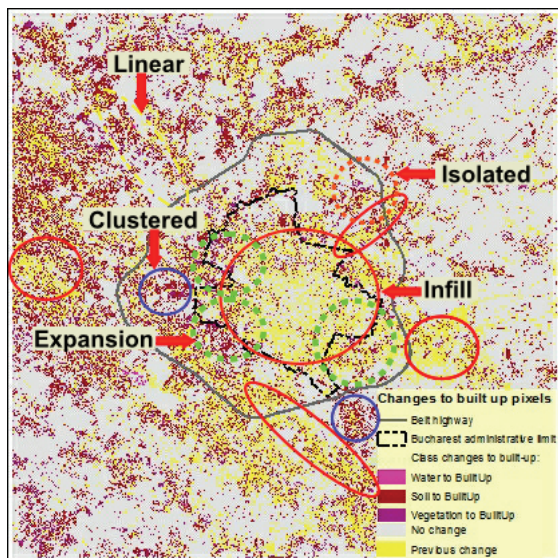 Linear
Isolated
Clustered
Infill
Expansion
Changes to built up pixels
Belt highway
Bucharest administrative limit
Class changes to built-up:
Water to BuiltUp
Soil to BuiltUp
Vegetation to BuiltUp
No change
Previous change